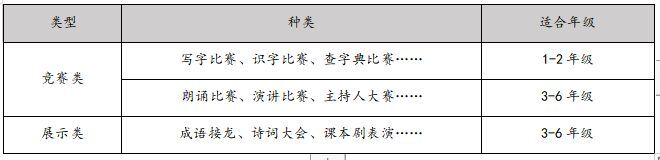 类型 种类 适合年级
写字比赛、识字比赛、查字典比赛…… 1-2 年级
竞赛类
朗诵比赛、演讲比赛、主持人大赛…… 3-6 年级
展示类 成语接龙、诗词大会、课本剧表演…… 3-6 年级